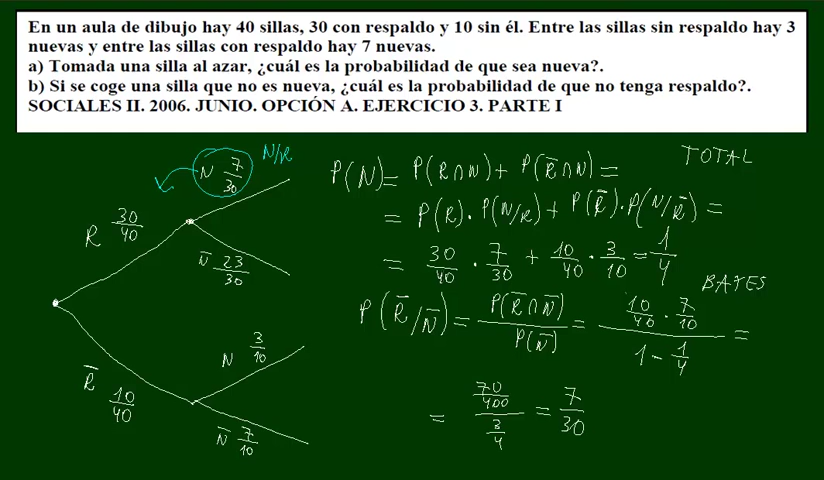 En un aula de dibujo hay 40 sillas, 30 con respaldo y 10 sin él. Entre las sillas sin respaldo hay 3
nuevas y entre las sillas con respaldo hay 7 nuevas.
a) Tomada una silla al azar, ¿cuál es la probabilidad de que sea nueva?.
b) Si se coge una silla que no es nueva, ¿cuál es la probabilidad de que no tenga respaldo?.
SOCIALES II. 2006. JUNIO. OPCIÓN A. EJERCICIO 3. PARTE I
N 7/30
N/R
R 30/40
N̅ 23/30
N 3/10
R̅ 10/40
N̅ 7/10
TOTAL
P(N) = P(R∩N) + P(R̅∩N) =
= P(R) · P(N/R) + P(R̅) · P(N/R̅) =
= 30/40 · 7/30 + 10/40 · 3/10 = 1/4
BAYES
P(R̅/N̅) = P(R̅∩N̅)/P(N̅) = (10/40 · 7/10)/(1 - 1/4) =
= (70/400)/(3/4) = 7/30